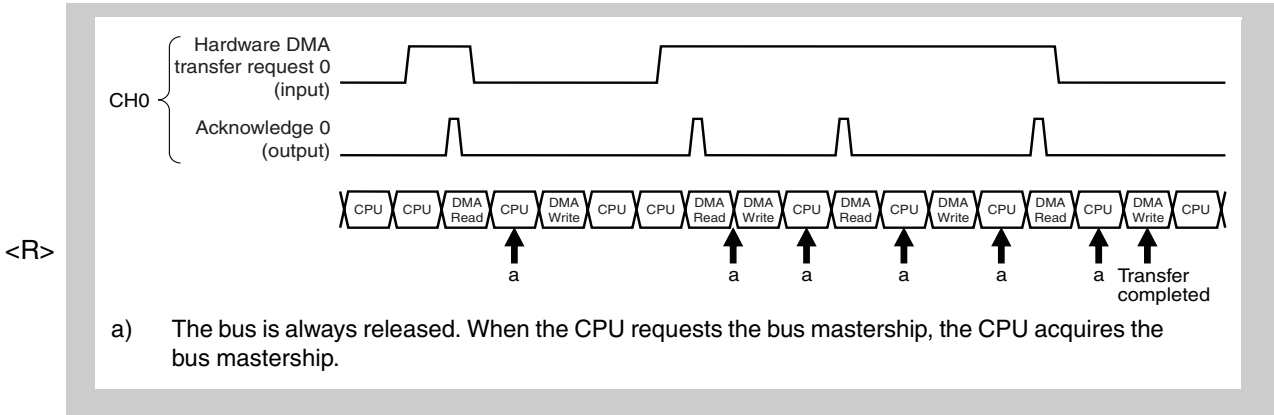 Hardware DMA
transfer request 0
(input)
CH0
Acknowledge 0
(output)
CPU CPU DMA Read CPU DMA Write CPU CPU DMA Read DMA Write CPU DMA Read CPU DMA Write CPU DMA Read CPU DMA Write CPU
<R>
a a a a a a Transfer
completed
a) The bus is always released. When the CPU requests the bus mastership, the CPU acquires the
bus mastership.